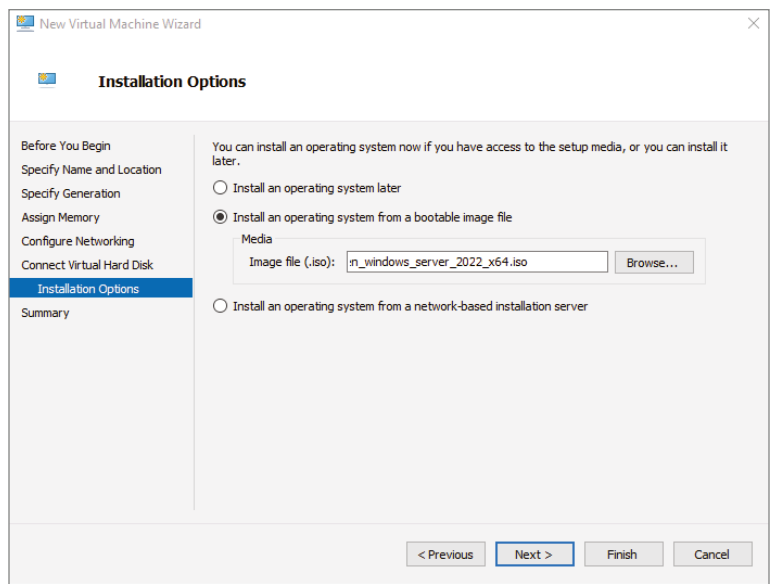 New Virtual Machine Wizard
Installation Options
Before You Begin
Specify Name and Location
Specify Generation
Assign Memory
Configure Networking
Connect Virtual Hard Disk
Installation Options
Summary
You can install an operating system now if you have access to the setup media, or you can install it
later.
Install an operating system later
Install an operating system from a bootable image file
Media
Image file (.iso): :n_windows_server_2022_x64.iso Browse...
Install an operating system from a network-based installation server
< Previous Next > Finish Cancel